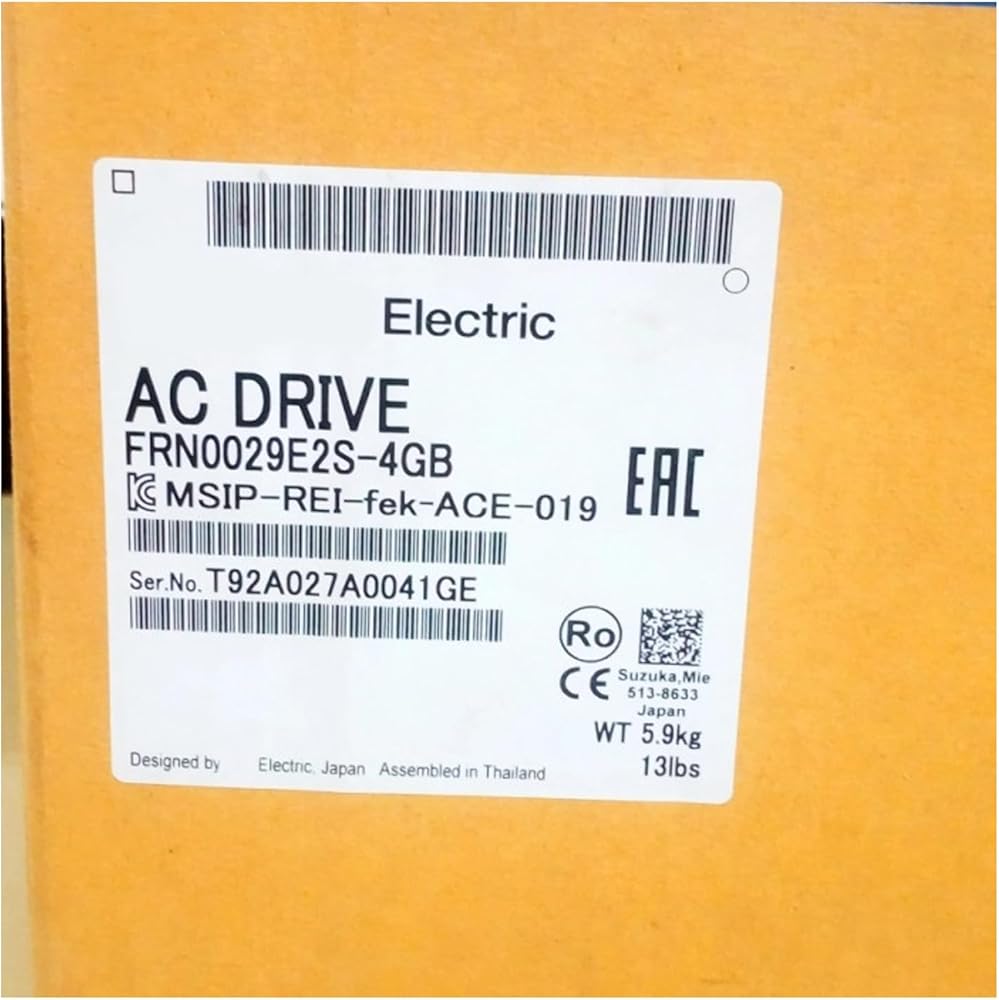 Electric
AC DRIVE
FRN0029E2S-4GB
MSIP-REI-fek-ACE-019
EAC
Ser.No. T92A027A0041GE
Ro
CE
Suzuka,Mie
513-8633
Japan
WT 5.9kg
13lbs
Designed by Electric, Japan Assembled in Thailand